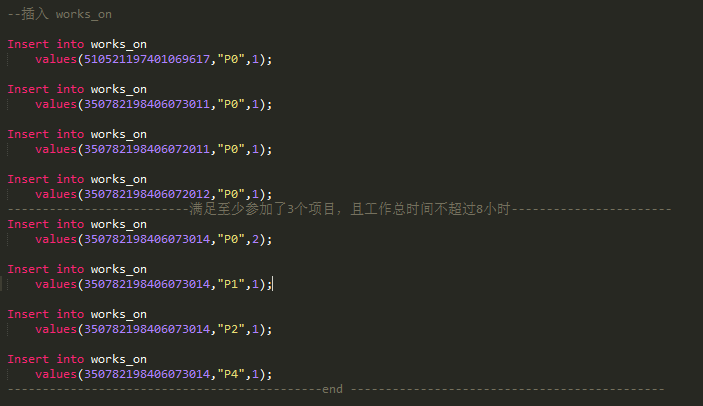 --插入 works_on
Insert into works_on
values(510521197401069617,"P0",1);
Insert into works_on
values(350782198406073011,"P0",1);
Insert into works_on
values(350782198406072011,"P0",1);
Insert into works_on
values(350782198406072012,"P0",1);
--------------------------满足至少参加了3个项目，且工作总时间不超过8小时-----------------------
Insert into works_on
values(350782198406073014,"P0",2);
Insert into works_on
values(350782198406073014,"P1",1);
Insert into works_on
values(350782198406073014,"P2",1);
Insert into works_on
values(350782198406073014,"P4",1);
---------------------------------------------end ---------------------------------------------